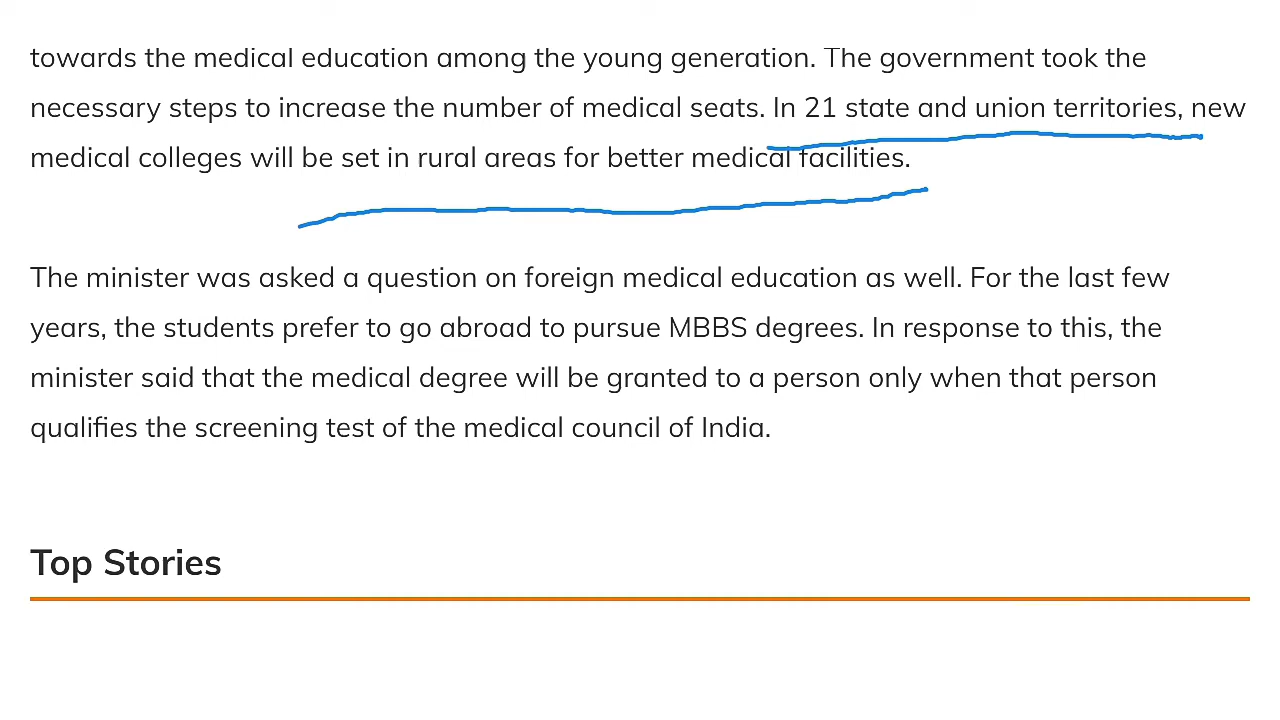 towards the medical education among the young generation. The government took the
necessary steps to increase the number of medical seats. In 21 state and union territories, new
medical colleges will be set in rural areas for better medical facilities.
The minister was asked a question on foreign medical education as well. For the last few
years, the students prefer to go abroad to pursue MBBS degrees. In response to this, the
minister said that the medical degree will be granted to a person only when that person
qualifies the screening test of the medical council of India.
Top Stories